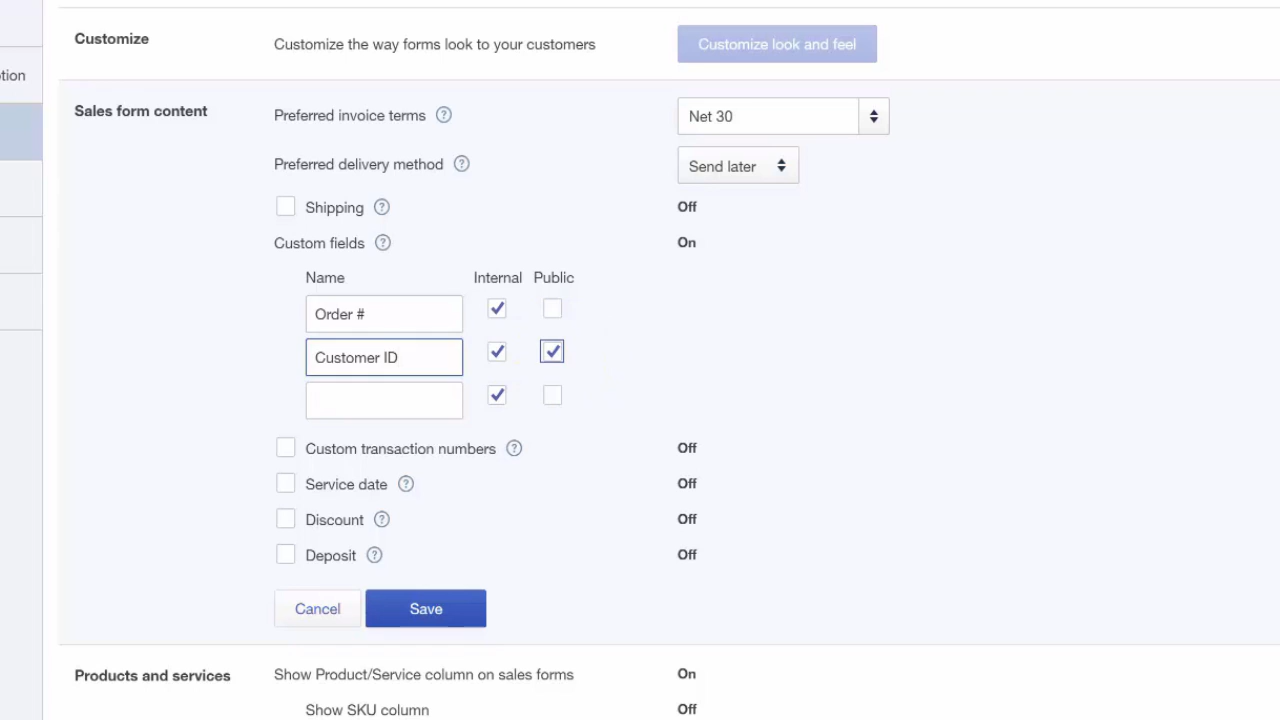 Customize
Customize the way forms look to your customers
Customize look and feel
tion
Sales form content
Preferred invoice terms ?
Net 30
Preferred delivery method ?
Send later
Shipping ?
Off
Custom fields ?
On
Name Internal Public
Order #
Customer ID
Custom transaction numbers ?
Off
Service date ?
Off
Discount ?
Off
Deposit ?
Off
Cancel
Save
Products and services
Show Product/Service column on sales forms
On
Show SKU column
Off